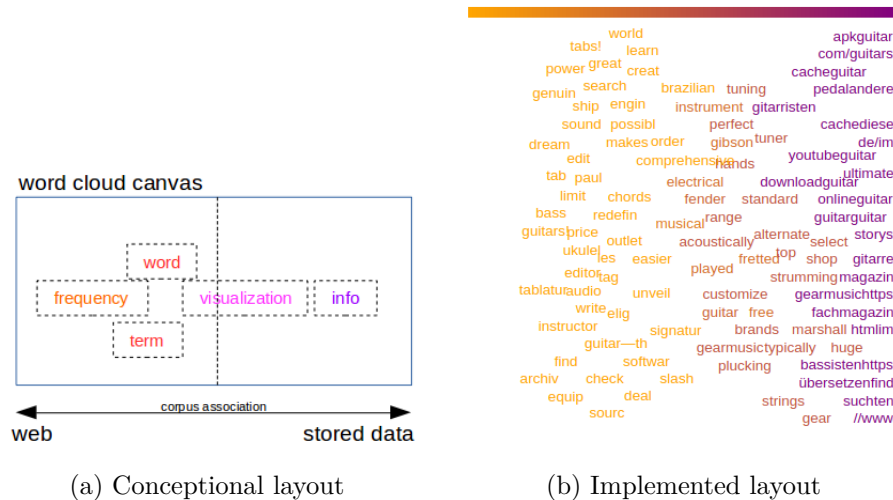 word cloud canvas
word
frequency visualization info
term
corpus association
web stored data
(a) Conceptional layout
world apkguitar
tabs! learn com/guitars
power great creat cacheguitar
genuin search brazilian tuning pedalandere
ship engin instrument gitarristen
sound possibl perfect cachediese
dream makes order gibson tuner de/im
edit comprehensive hands youtubeguitar
tab paul electrical downloadguitar ultimate
limit chords fender standard onlineguitar
bass redefin musical range guitarguitar
guitars! price outlet acoustically alternate select storys
ukulel les easier fretted top shop gitarre
editor tag played strumming magazin
tablatur audio unveil customize gearmusichttps
write elig guitar free fachmagazin
instructor signatur brands marshall htmlim
guitar—th gearmusictypically huge
find softwar plucking bassistenhttps
archiv check slash übersetzenfind
equip deal strings suchten
sourc gear //www
(b) Implemented layout